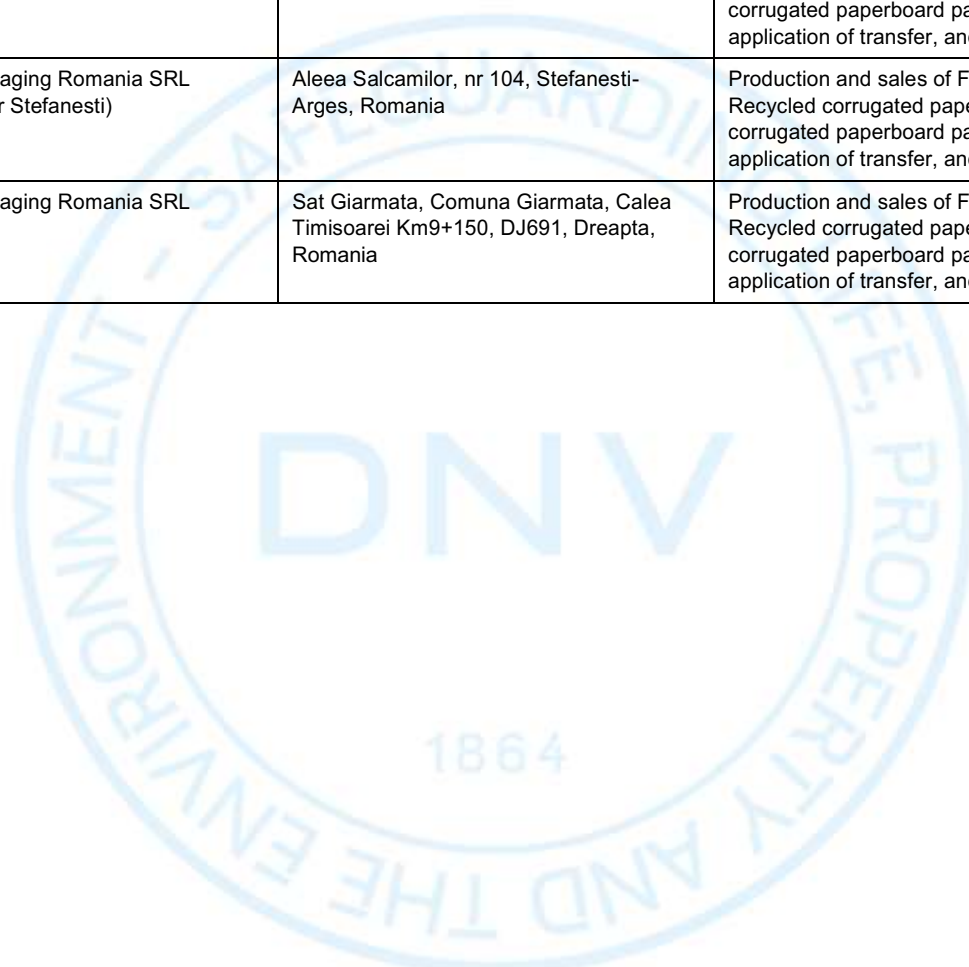 corrugated paperboard pa
application of transfer, an
aging Romania SRL
r Stefanesti)
Aleea Salcamilor, nr 104, Stefanesti-
Arges, Romania
Production and sales of F
Recycled corrugated pape
corrugated paperboard pa
application of transfer, an
aging Romania SRL
Sat Giarmata, Comuna Giarmata, Calea
Timisoarei Km9+150, DJ691, Dreapta,
Romania
Production and sales of F
Recycled corrugated pape
corrugated paperboard pa
application of transfer, an
- SAFEGUARDING LIFE, PROPERTY AND THE ENVIRONMENT
DNV
1864